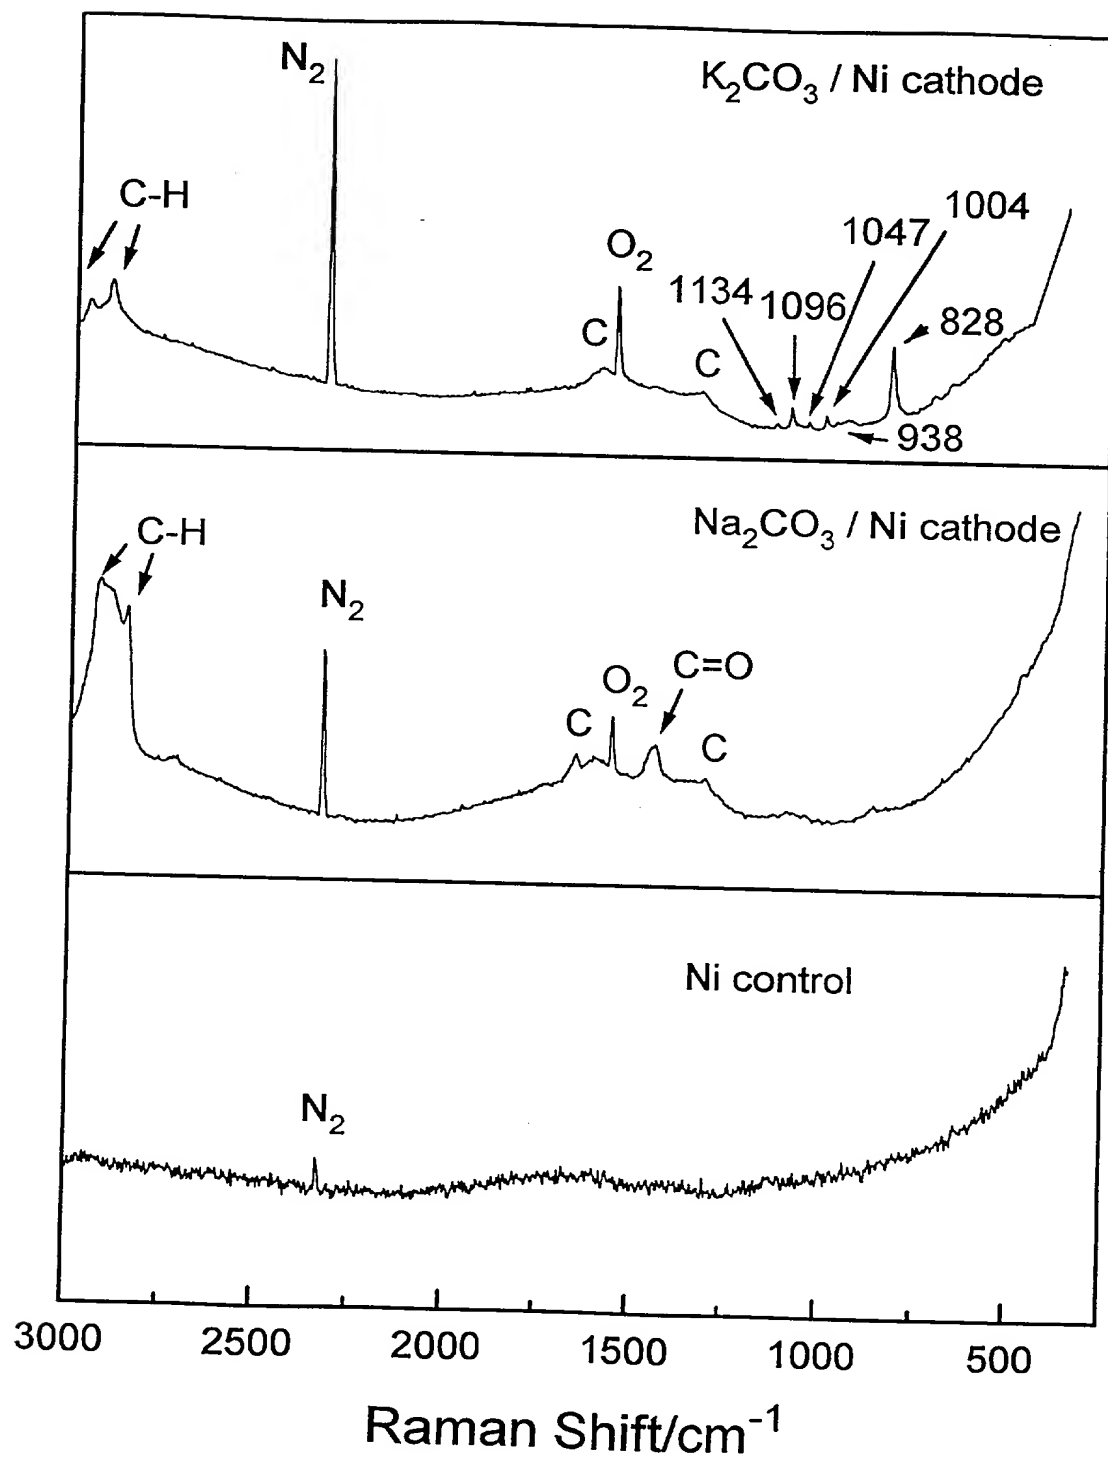 N₂
K₂CO₃ / Ni cathode
C-H
1004
1047
O₂
1134
1096
828
C
C
938
Na₂CO₃ / Ni cathode
C-H
N₂
C=O
O₂
C
C
Ni control
N₂
3000 2500 2000 1500 1000 500
Raman Shift/cm⁻¹